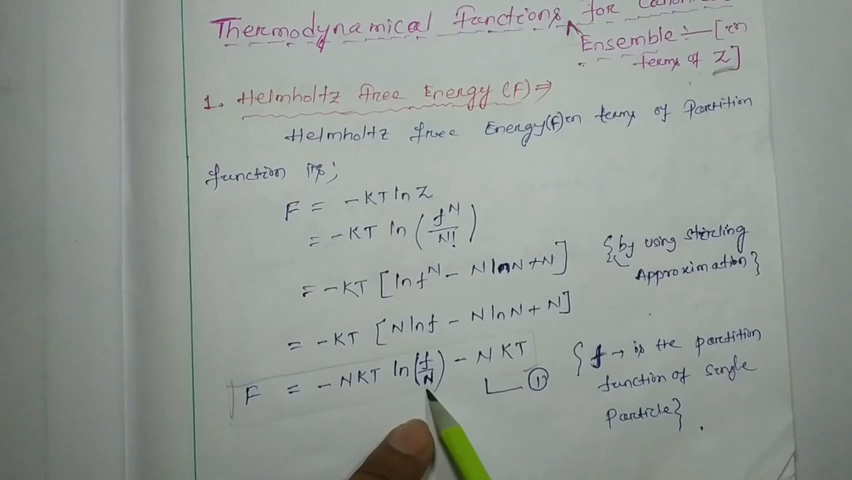 Thermodynamical Functions for
Ensemble :- [in
terms of Z]
1. Helmholtz free Energy (F) ⇒
Helmholtz free Energy(F) in terms of Partition
function is;
F = -KT ln Z
= -KT ln (f^N/N!)
= -KT [ln f^N - N ln N + N] {by using sterling
Approximation}
= -KT [N ln f - N ln N + N]
F = -NKT ln(f/N) - NKT {f → is the partition
①
function of single
Particle}.